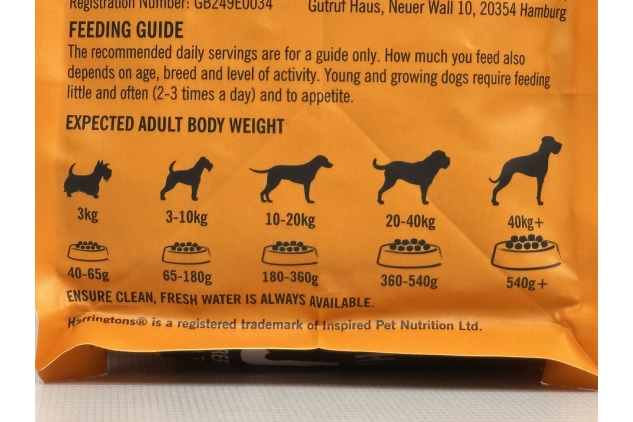 Registration Number: GB249E0034
Gutruf Haus, Neuer Wall 10, 20354 Hamburg
FEEDING GUIDE
The recommended daily servings are for a guide only. How much you feed also
depends on age, breed and level of activity. Young and growing dogs require feeding
little and often (2-3 times a day) and to appetite.
EXPECTED ADULT BODY WEIGHT
3kg 3-10kg 10-20kg 20-40kg 40kg+
40-65g 65-180g 180-360g 360-540g 540g+
ENSURE CLEAN, FRESH WATER IS ALWAYS AVAILABLE.
Harringtons® is a registered trademark of Inspired Pet Nutrition Ltd.